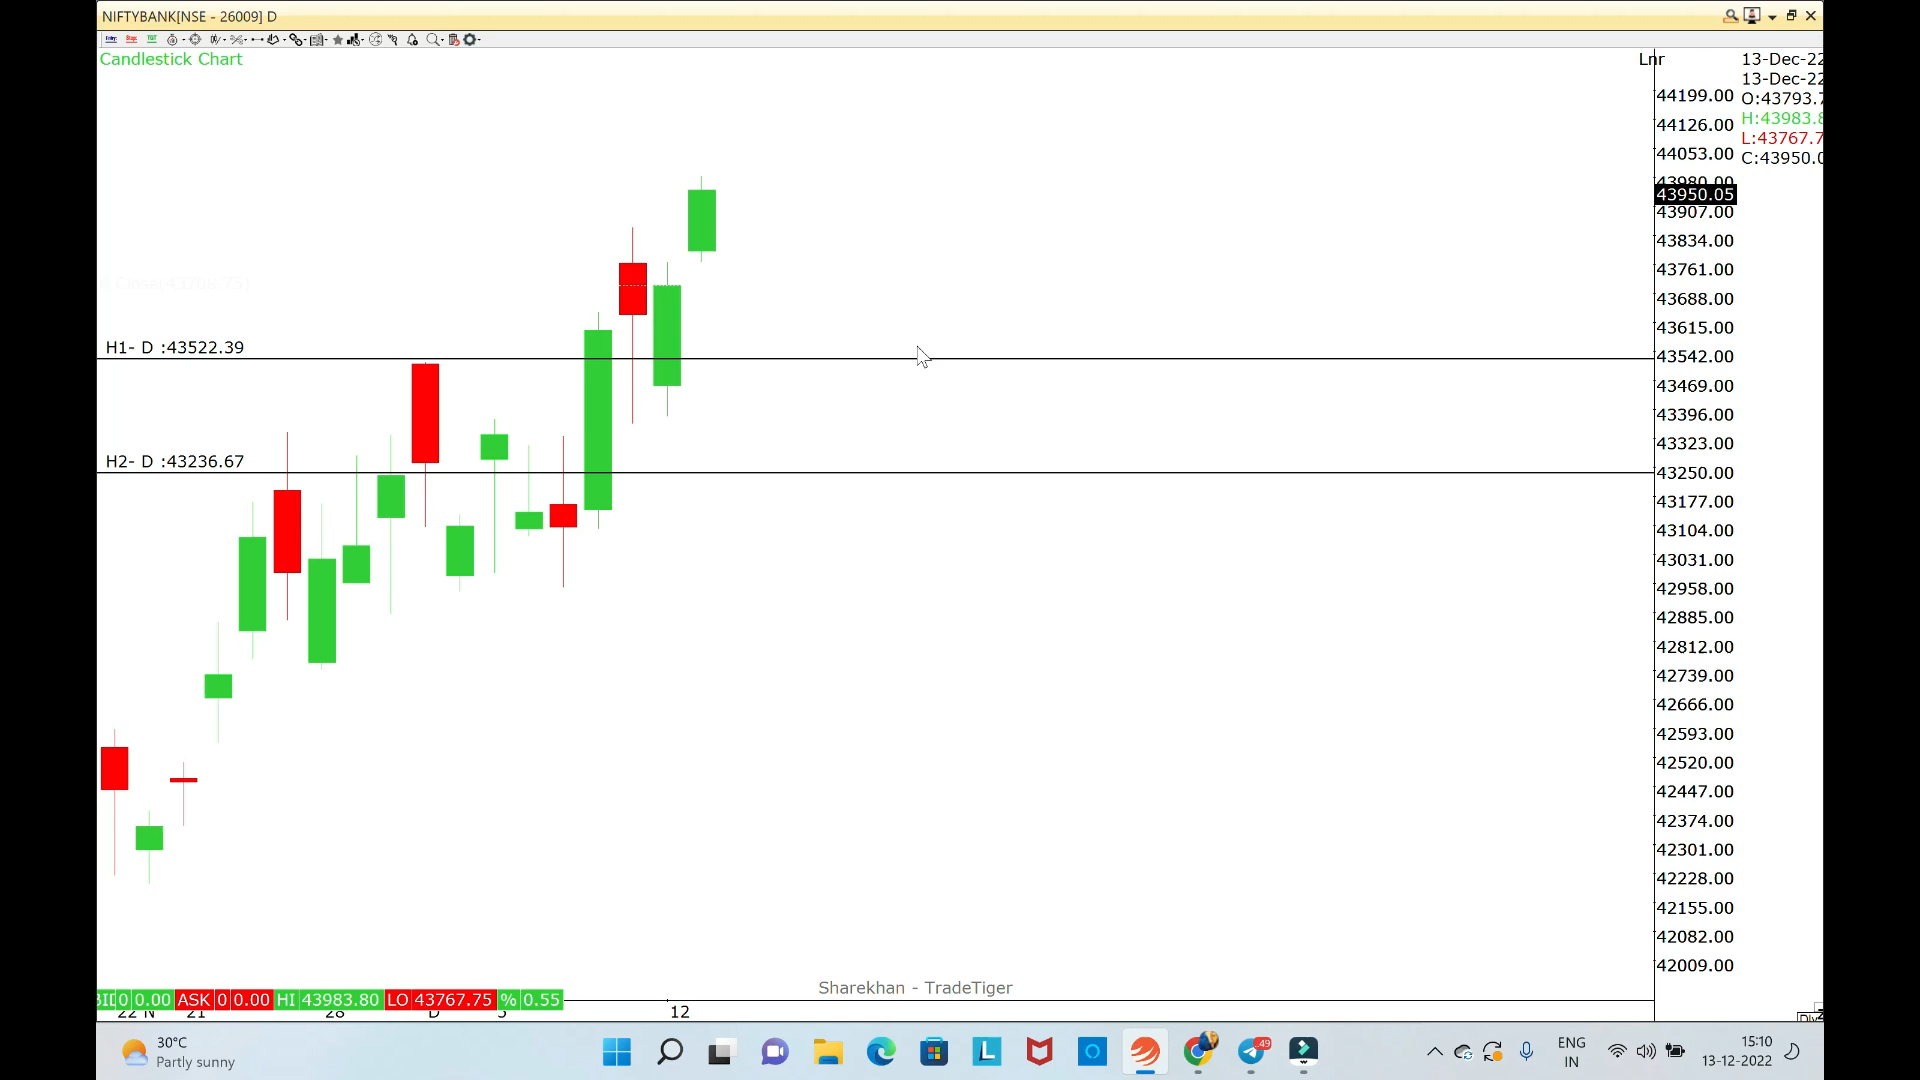 NIFTYBANK[NSE - 26009] D
Candlestick Chart
Lnr
13-Dec-22
13-Dec-22
O:43793.7
H:43983.8
L:43767.7
C:43950.0
44199.00
44126.00
44053.00
43980.00
43950.05
43907.00
43834.00
43761.00
43688.00
43615.00
43542.00
43469.00
43396.00
43323.00
43250.00
43177.00
43104.00
43031.00
42958.00
42885.00
42812.00
42739.00
42666.00
42593.00
42520.00
42447.00
42374.00
42301.00
42228.00
42155.00
42082.00
42009.00
H1- D :43522.39
H2- D :43236.67
Sharekhan - TradeTiger
BID 0 0.00 ASK 0 0.00 HI 43983.80 LO 43767.75 % 0.55
22 N 21 28 D 5 12
30°C
Partly sunny
49
ENG
IN
15:10
13-12-2022